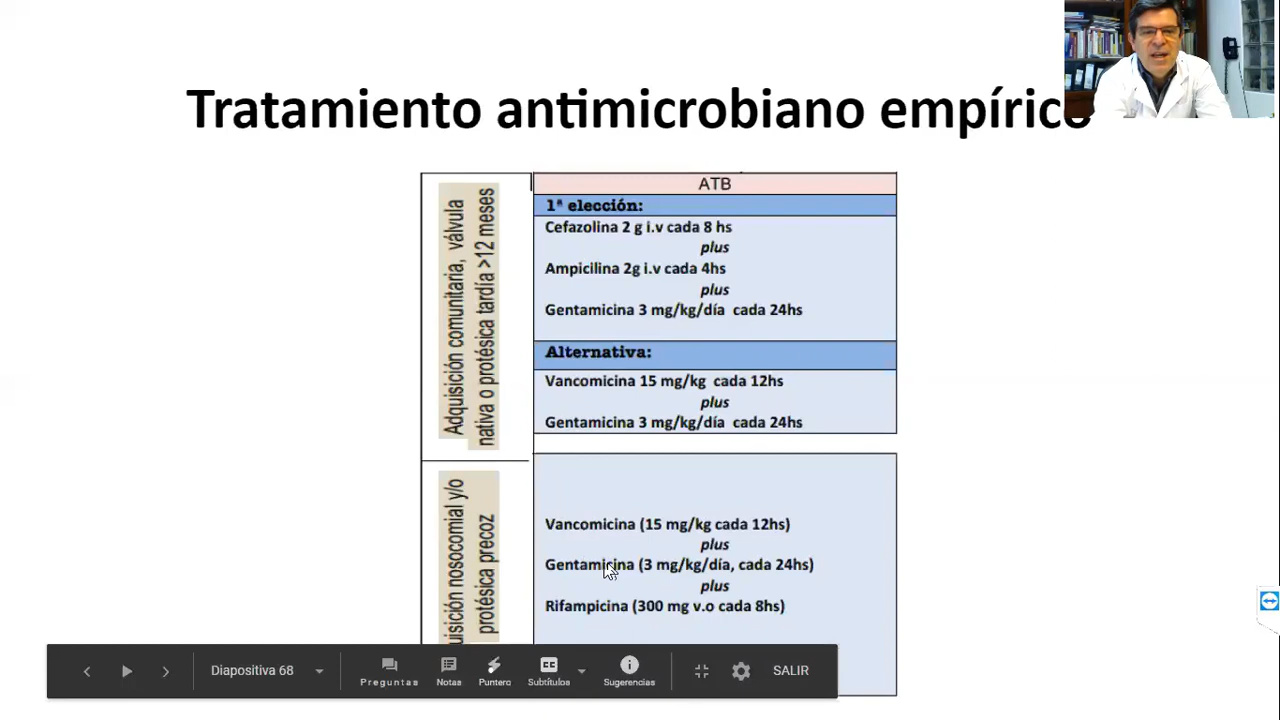 Tratamiento antimicrobiano empírico
Adquisición comunitaria, válvula
nativa o protésica tardía >12 meses
ATB
1ª elección:
Cefazolina 2 g i.v cada 8 hs
plus
Ampicilina 2g i.v cada 4hs
plus
Gentamicina 3 mg/kg/día cada 24hs
Alternativa:
Vancomicina 15 mg/kg cada 12hs
plus
Gentamicina 3 mg/kg/día cada 24hs
nosocomial y/o
protésica precoz
Vancomicina (15 mg/kg cada 12hs)
plus
Gentamicina (3 mg/kg/día, cada 24hs)
plus
Rifampicina (300 mg v.o cada 8hs)
Diapositiva 68
Preguntas
Notas
Puntero
CC
Subtítulos
Sugerencias
SALIR